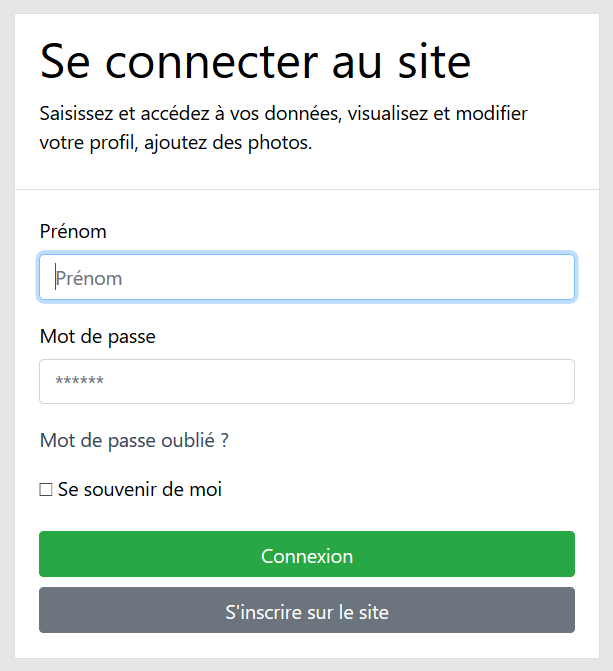 Se connecter au site
Saisissez et accédez à vos données, visualisez et modifier
votre profil, ajoutez des photos.
Prénom
Prénom
Mot de passe
******
Mot de passe oublié ?
Se souvenir de moi
Connexion
S'inscrire sur le site